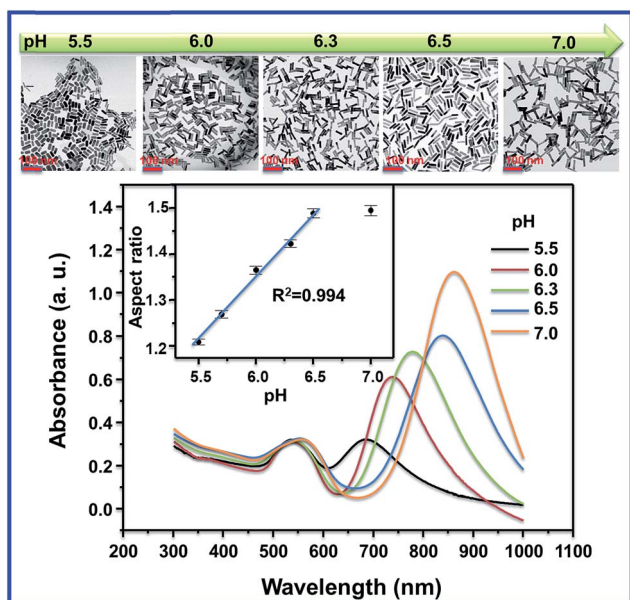 pH 5.5 6.0 6.3 6.5 7.0
100 nm 100 nm 100 nm 100 nm 100 nm
1.4
1.2
1.0
0.8
0.6
0.4
0.2
0.0
Absorbance (a. u.)
1.5
1.4
1.3
1.2
Aspect ratio
R²=0.994
5.5 6.0 6.5 7.0
pH
pH
5.5
6.0
6.3
6.5
7.0
200 300 400 500 600 700 800 900 1000 1100
Wavelength (nm)